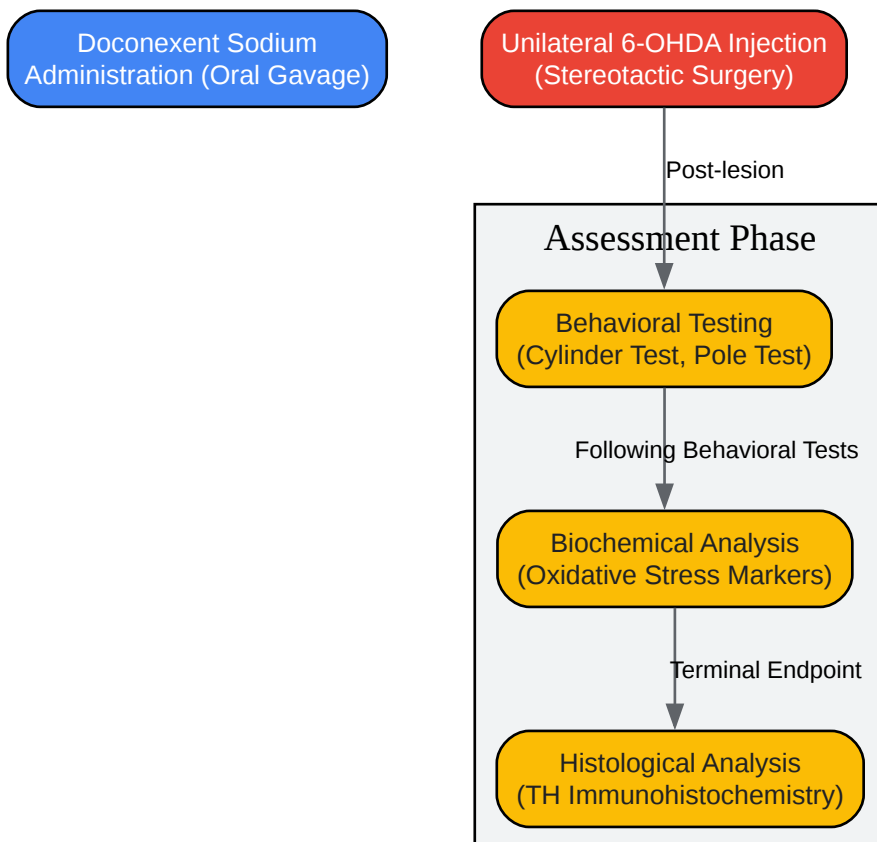 Doconexent Sodium
Administration (Oral Gavage)
Unilateral 6-OHDA Injection
(Stereotactic Surgery)
Post-lesion
Assessment Phase
Behavioral Testing
(Cylinder Test, Pole Test)
Following Behavioral Tests
Biochemical Analysis
(Oxidative Stress Markers)
Terminal Endpoint
Histological Analysis
(TH Immunohistochemistry)